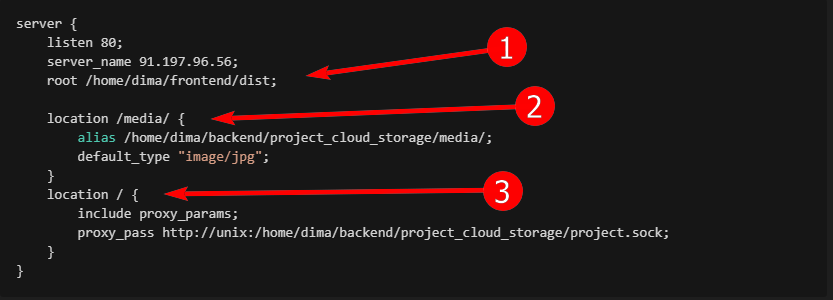 server {
listen 80;
server_name 91.197.96.56;
root /home/dima/frontend/dist;
1
location /media/ {
2
alias /home/dima/backend/project_cloud_storage/media/;
default_type "image/jpg";
}
location / {
3
include proxy_params;
proxy_pass http://unix:/home/dima/backend/project_cloud_storage/project.sock;
}
}